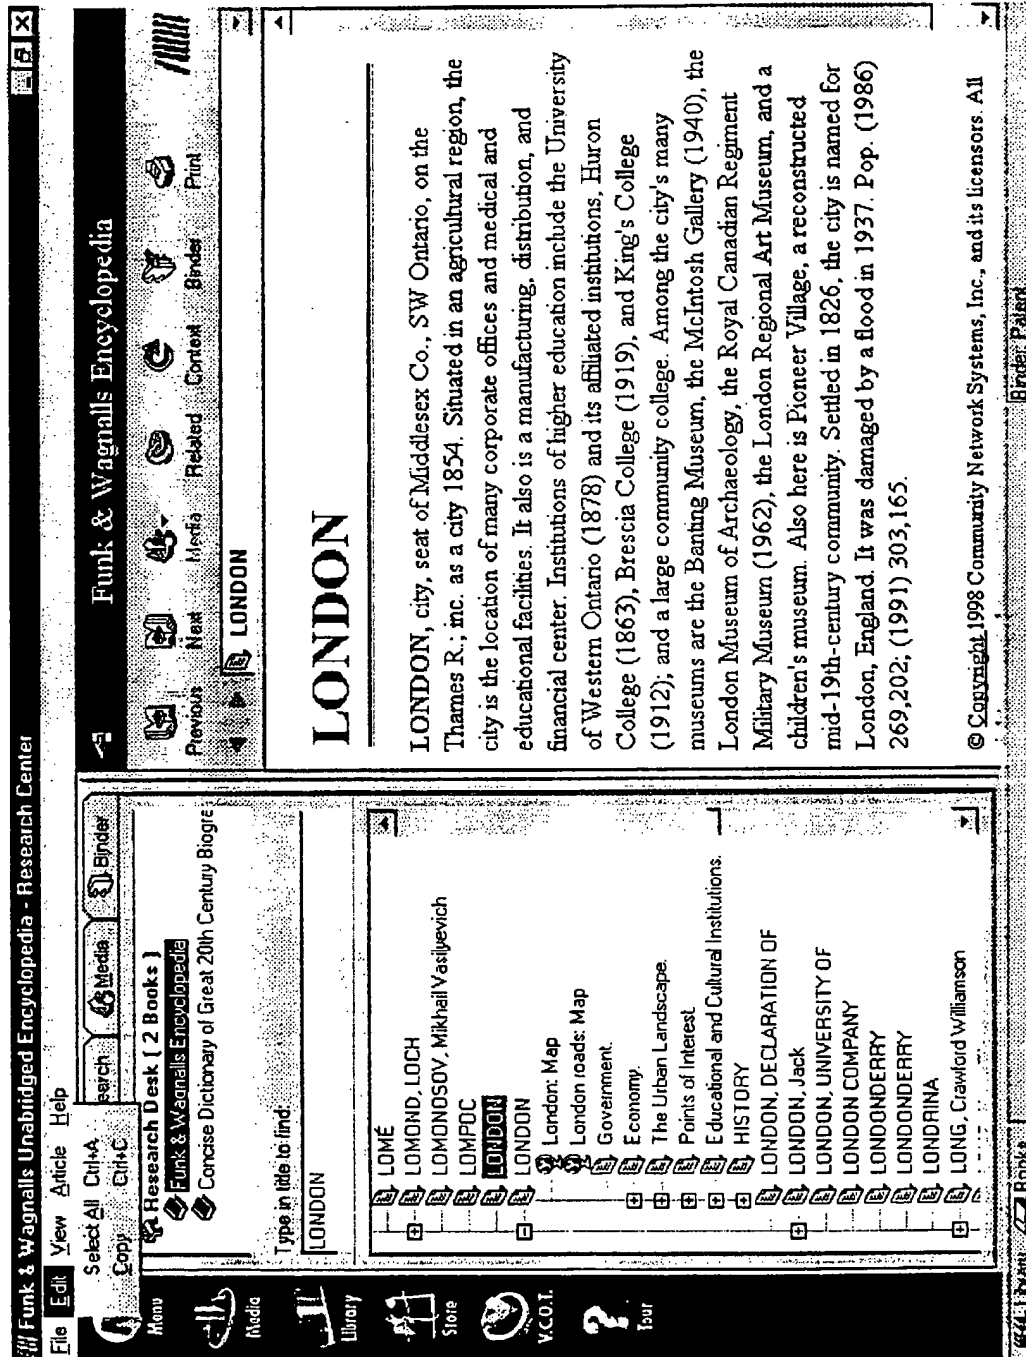 Funk & Wagnalls Unabridged Encyclopedia - Research Center
File Edit View Article Help
Select All Ctrl+A
Copy Ctrl+C
Media
Binder
Menu
Media
Library
Store
V.C.O.T.
Tour
Research Desk [ 2 Books ]
Funk & Wagnalls Encyclopedia
Concise Dictionary of Great 20th Century Biogre
Type in title to find:
LONDON
LOMÉ
LOMOND, LOCH
LOMONOSOV, Mikhail Vasilyevich
LOMPOC
LONDON
LONDON
London: Map
London roads: Map
Government.
Economy.
The Urban Landscape.
Points of Interest.
Educational and Cultural Institutions.
HISTORY
LONDON, DECLARATION OF
LONDON, Jack
LONDON, UNIVERSITY OF
LONDON COMPANY
LONDONDERRY
LONDONDERRY
LONDRINA
LONG, Crawford Williamson
Funk & Wagnalls Encyclopedia
Previous Next Media Related Context Binder Print
LONDON
LONDON
LONDON, city, seat of Middlesex Co., SW Ontario, on the
Thames R.; inc. as a city 1854. Situated in an agricultural region, the
city is the location of many corporate offices and medical and
educational facilities. It also is a manufacturing, distribution, and
financial center. Institutions of higher education include the University
of Western Ontario (1878) and its affiliated institutions, Huron
College (1863), Brescia College (1919), and King's College
(1912); and a large community college. Among the city's many
museums are the Banting Museum, the McIntosh Gallery (1940), the
London Museum of Archaeology, the Royal Canadian Regiment
Military Museum (1962), the London Regional Art Museum, and a
children's museum. Also here is Pioneer Village, a reconstructed
mid-19th-century community. Settled in 1826, the city is named for
London, England. It was damaged by a flood in 1937. Pop. (1986)
269,202; (1991) 303,165.
© Copyright 1998 Community Network Systems, Inc., and its licensors. All
Books
Binder: Patent